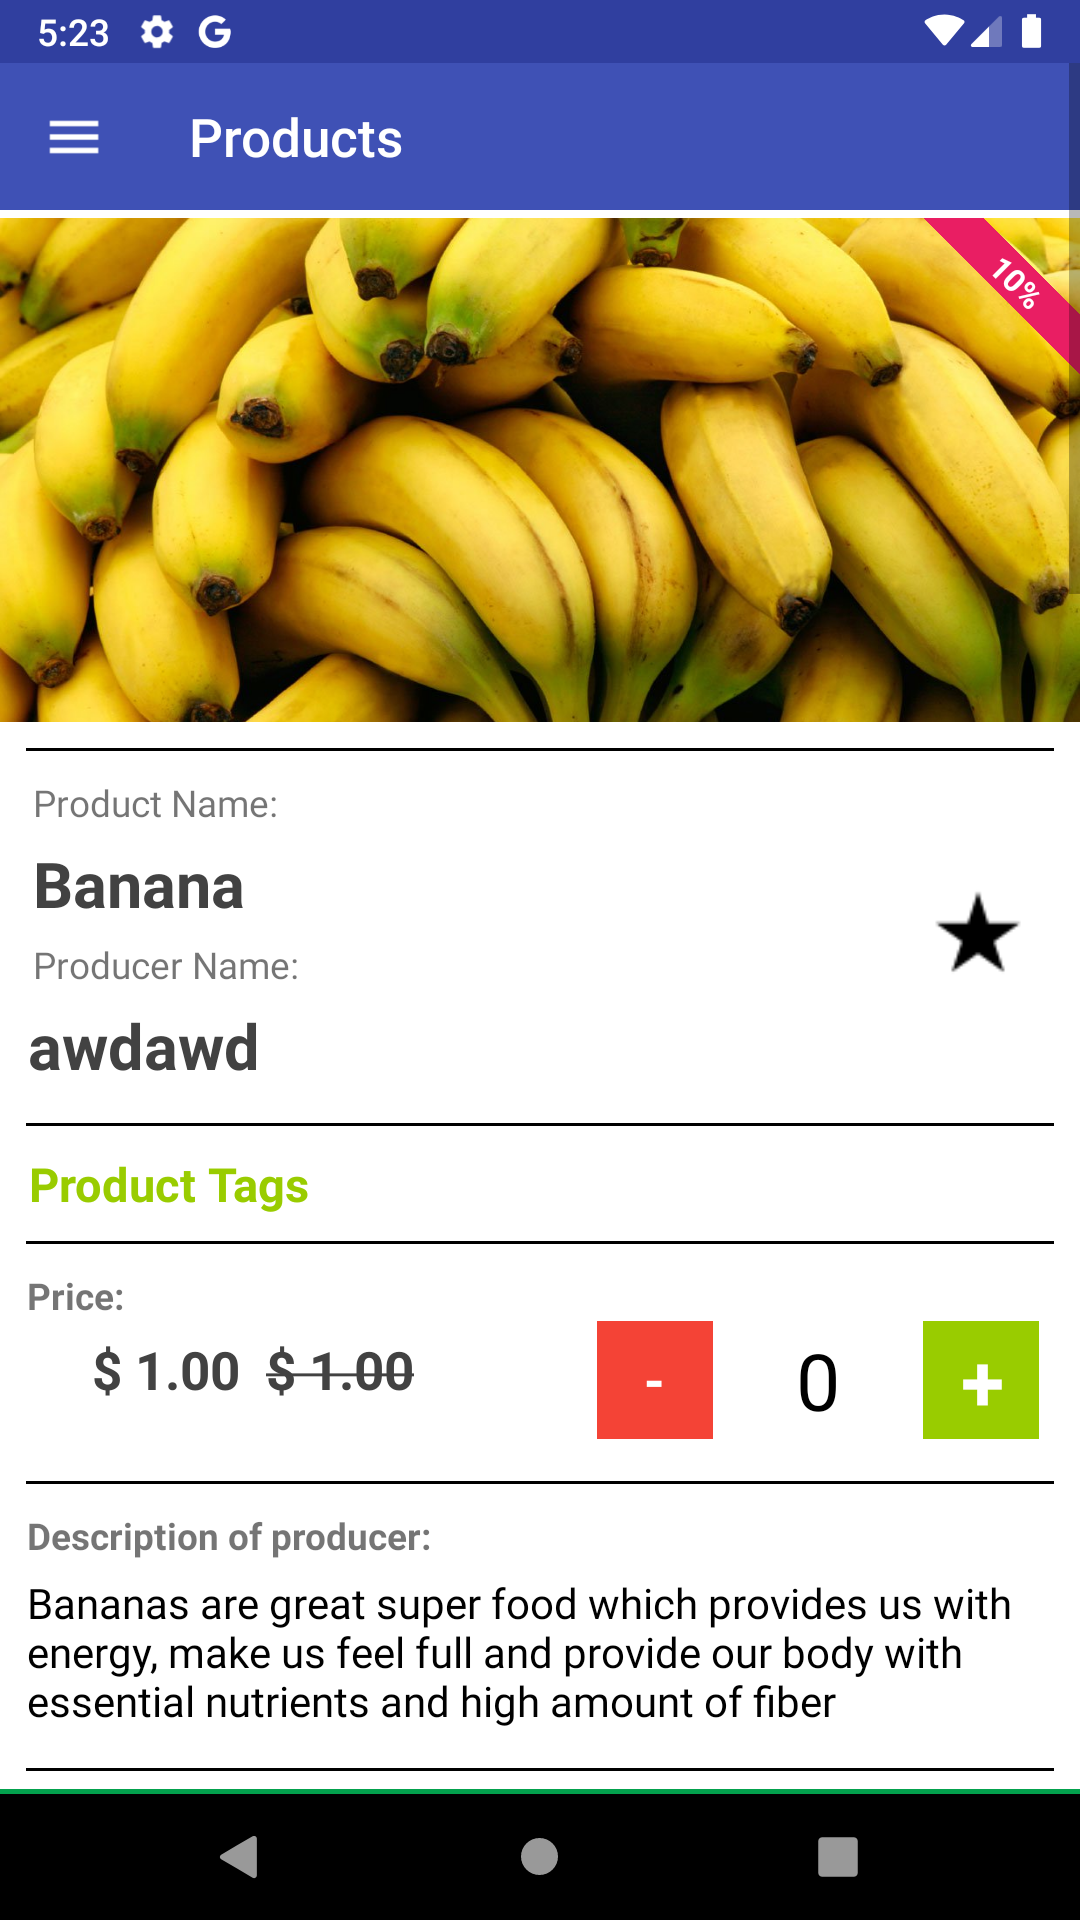 5:23
Products
10%
Product Name:
Banana
Producer Name:
awdawd
Product Tags
Price:
$ 1.00 $ 1.00
- 0 +
Description of producer:
Bananas are great super food which provides us with
energy, make us feel full and provide our body with
essential nutrients and high amount of fiber